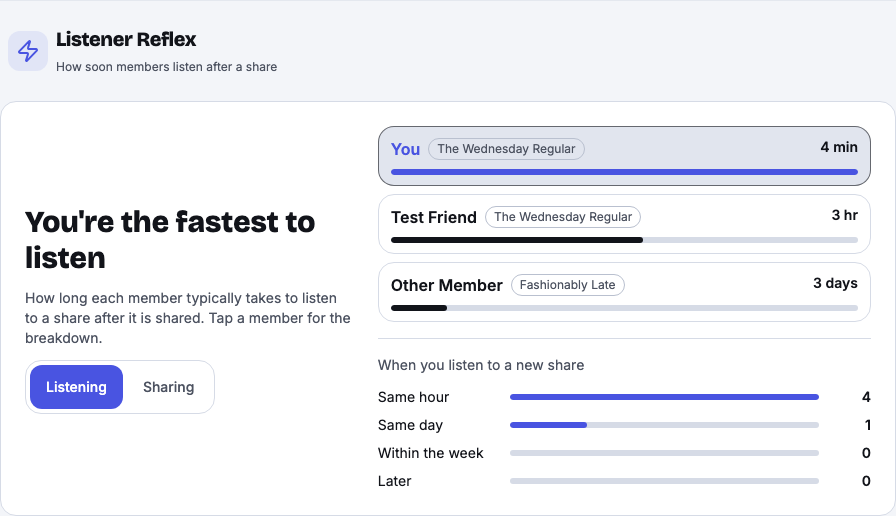 Listener Reflex
How soon members listen after a share
You're the fastest to
listen
How long each member typically takes to listen
to a share after it is shared. Tap a member for the
breakdown.
Listening
Sharing
You The Wednesday Regular 4 min
Test Friend The Wednesday Regular 3 hr
Other Member Fashionably Late 3 days
When you listen to a new share
Same hour 4
Same day 1
Within the week 0
Later 0